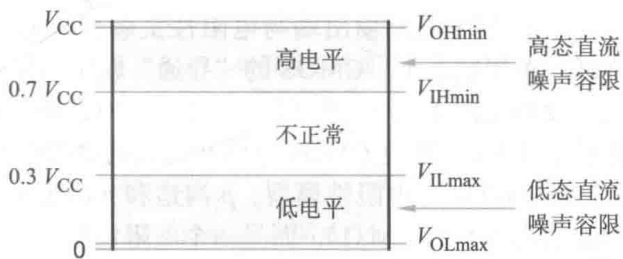 V_CC V_OHmin
高电平 高态直流
噪声容限
0.7 V_CC V_IHmin
不正常
0.3 V_CC V_ILmax
低电平 低态直流
噪声容限
0 V_OLmax